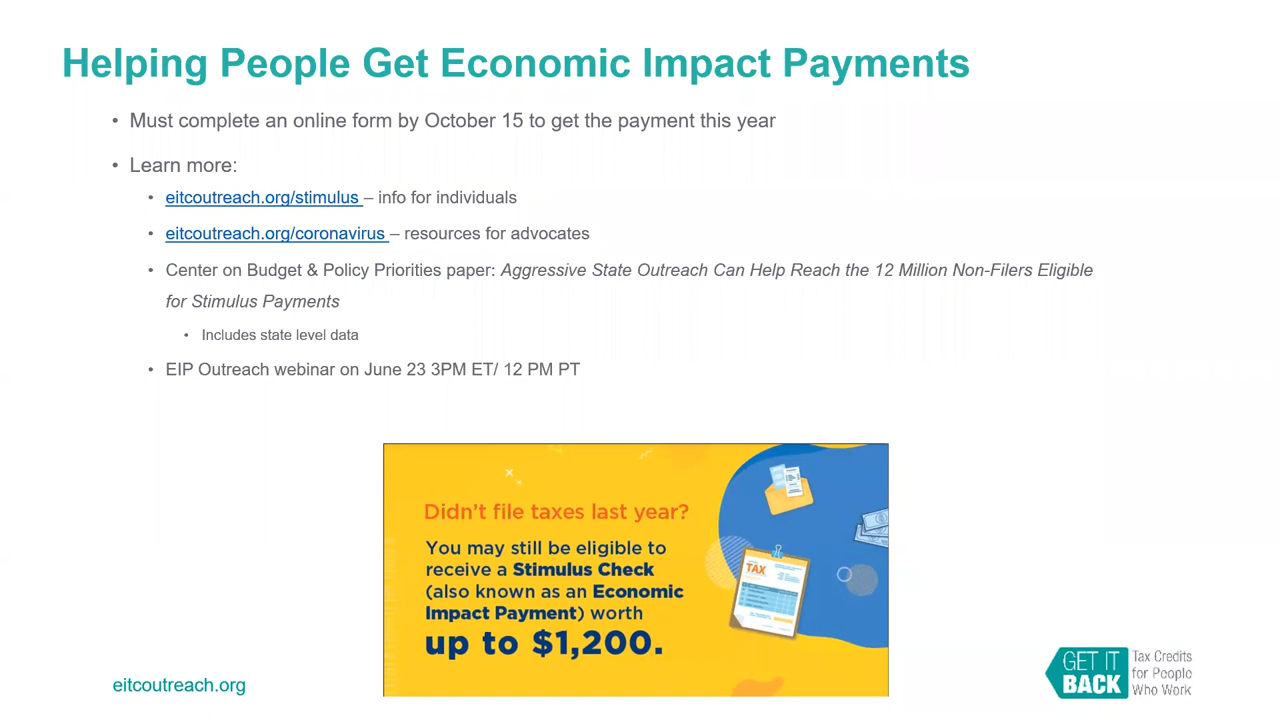 Helping People Get Economic Impact Payments
• Must complete an online form by October 15 to get the payment this year
• Learn more:
• eitcoutreach.org/stimulus – info for individuals
• eitcoutreach.org/coronavirus – resources for advocates
• Center on Budget & Policy Priorities paper: Aggressive State Outreach Can Help Reach the 12 Million Non-Filers Eligible
for Stimulus Payments
• Includes state level data
• EIP Outreach webinar on June 23 3PM ET/ 12 PM PT
Didn't file taxes last year?
You may still be eligible to
receive a Stimulus Check
(also known as an Economic
Impact Payment) worth
up to $1,200.
TAX
eitcoutreach.org
GET IT
BACK
Tax Credits
for People
Who Work